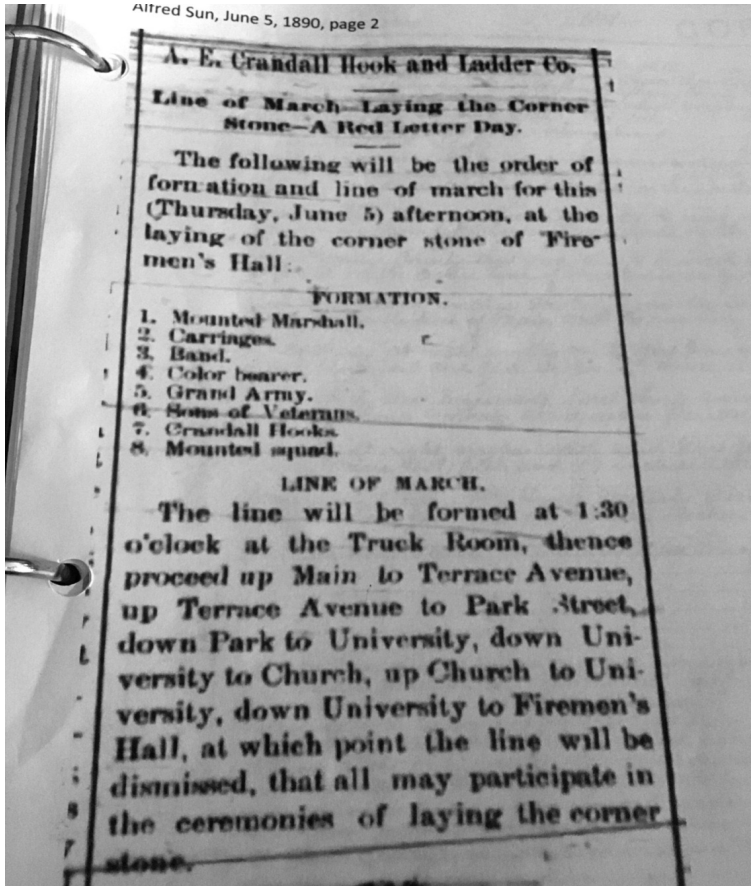 Alfred Sun, June 5, 1890, page 2
A. E. Crandall Hook and Ladder Co.
Line of March—Laying the Corner
Stone—A Red Letter Day.
The following will be the order of
formation and line of march for this
(Thursday, June 5) afternoon, at the
laying of the corner stone of Fire-
men's Hall:
FORMATION.
1. Mounted Marshall.
2. Carringes.
3. Band.
4. Color bearer.
5. Grand Army.
6. Sons of Veterans.
7. Crandall Hooks.
8. Mounted squad.
LINE OF MARCH.
The line will be formed at 1:30
o'clock at the Truck Room, thence
proceed up Main to Terrace Avenue,
up Terrace Avenue to Park Street,
down Park to University, down Uni-
versity to Church, up Church to Uni-
versity, down University to Firemen's
Hall, at which point the line will be
dismissed, that all may participate in
the ceremonies of laying the corner
stone.